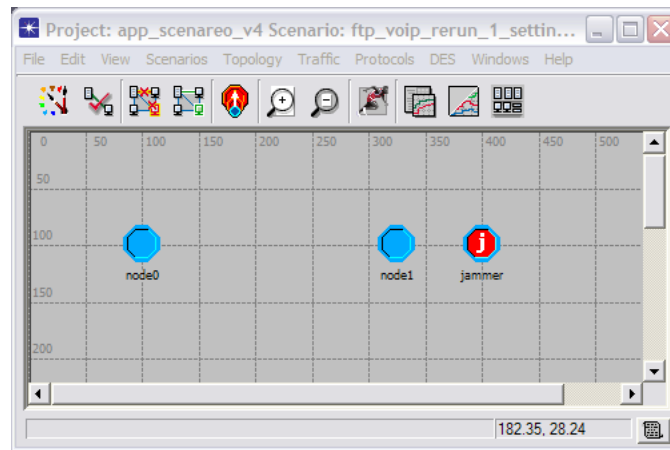 Project: app_scenareo_v4 Scenario: ftp_voip_rerun_1_settin...
File Edit View Scenarios Topology Traffic Protocols DES Windows Help
0 50 100 150 200 250 300 350 400 450 500
50
100
j
node0 node1 jammer
150
200
182.35, 28.24